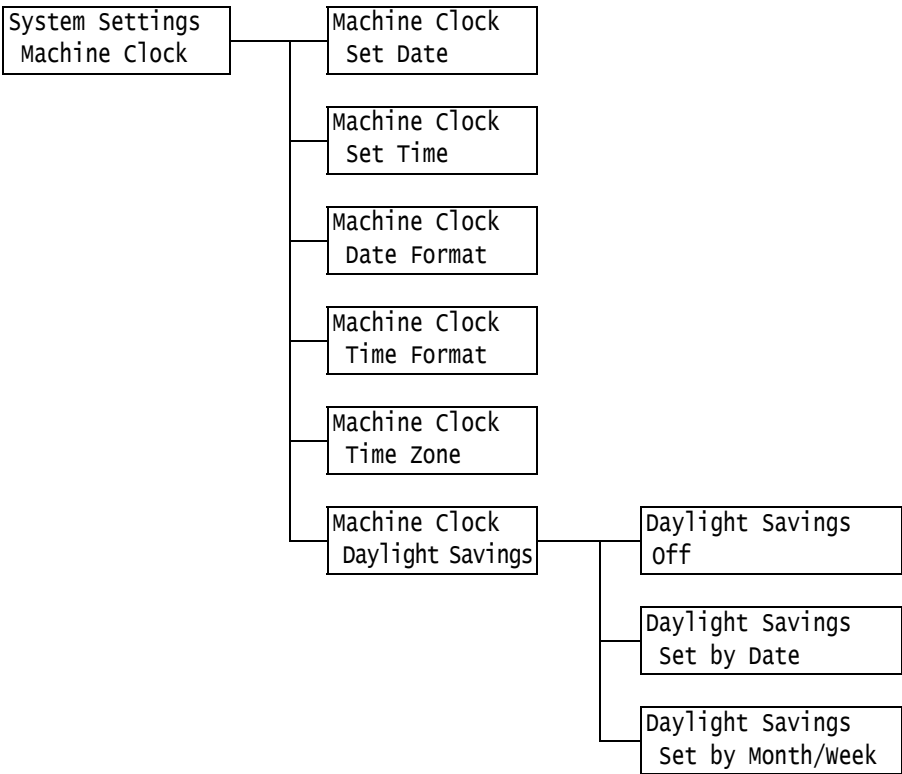 System Settings
Machine Clock
Machine Clock
Set Date
Machine Clock
Set Time
Machine Clock
Date Format
Machine Clock
Time Format
Machine Clock
Time Zone
Machine Clock
Daylight Savings
Daylight Savings
Off
Daylight Savings
Set by Date
Daylight Savings
Set by Month/Week